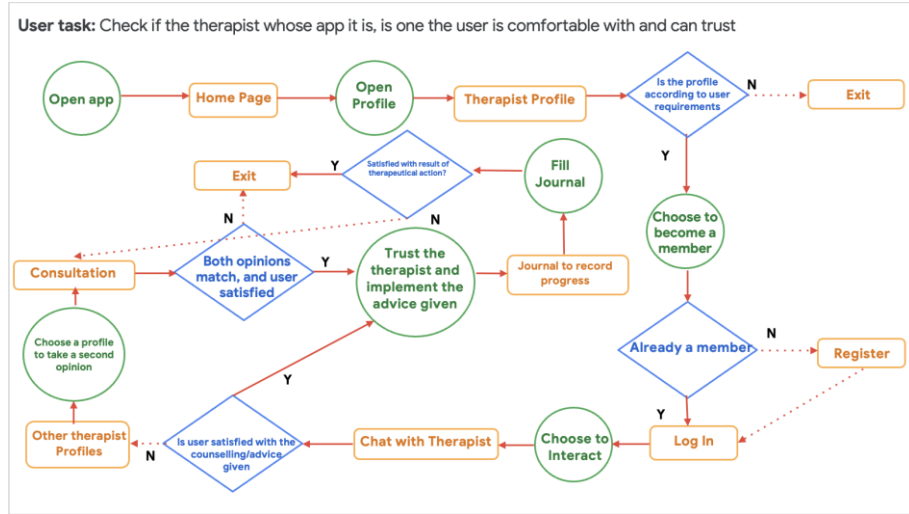 User task: Check if the therapist whose app it is, is one the user is comfortable with and can trust
Open app
Home Page
Open
Profile
Therapist Profile
Is the profile
according to user
requirements
N
Exit
Y
Satisfied with result of
therapeutical action?
Y
Exit
Fill
Journal
N
N
Choose to
become a
member
Consultation
Both opinions
match, and user
satisfied
Y
Trust the
therapist and
implement the
advice given
Journal to record
progress
Choose a profile
to take a second
opinion
Already a member
N
Register
Y
Y
Other therapist
Profiles
N
Is user satisfied with the
counselling/advice
given
Chat with Therapist
Choose to
Interact
Log In